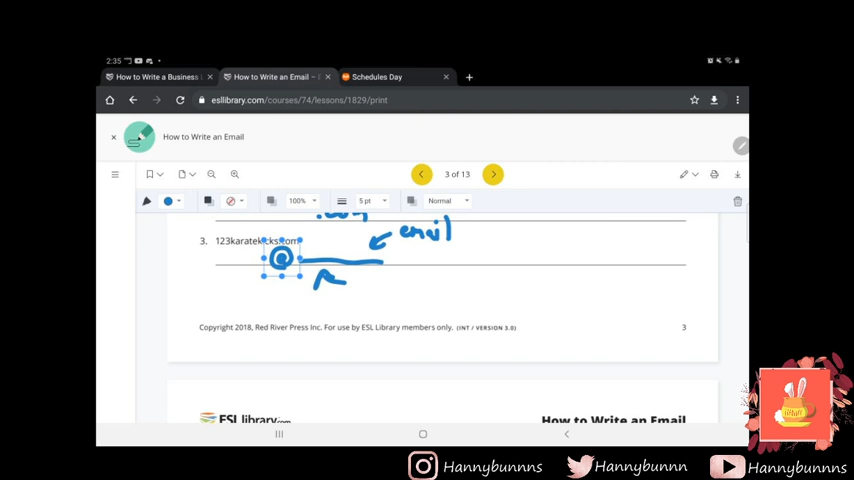 2:35
How to Write a Business L
How to Write an Email – E
Schedules Day
esllibrary.com/courses/74/lessons/1829/print
How to Write an Email
3 of 13
100%
5 pt
Normal
.com
email
3. 123karatekicks.com
@
Copyright 2018, Red River Press Inc. For use by ESL Library members only. (INT / VERSION 3.0)
3
ESLlibrary.com
How to Write an Email
Hannybunnns
Hannybunnn
Hannybunnns